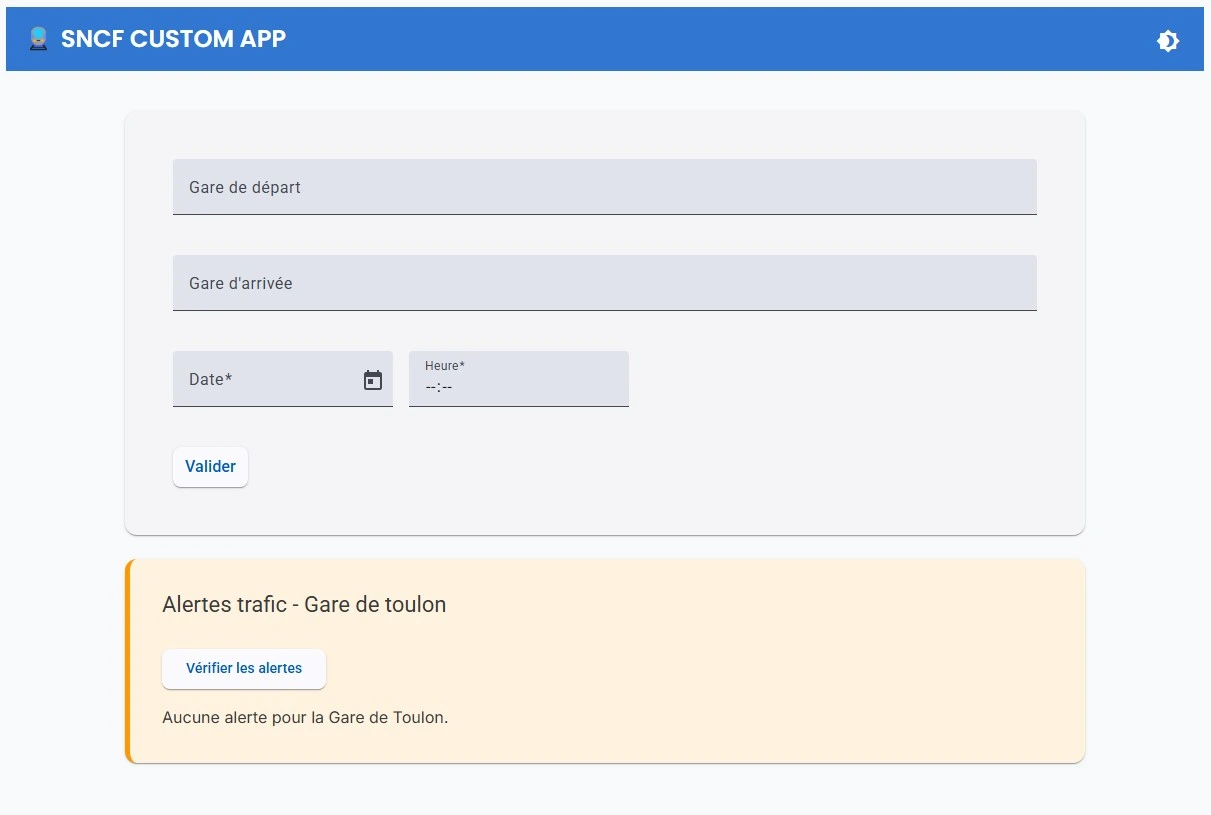 SNCF CUSTOM APP
Gare de départ
Gare d'arrivée
Date*
Heure*
--:--
Valider
Alertes trafic - Gare de toulon
Vérifier les alertes
Aucune alerte pour la Gare de Toulon.